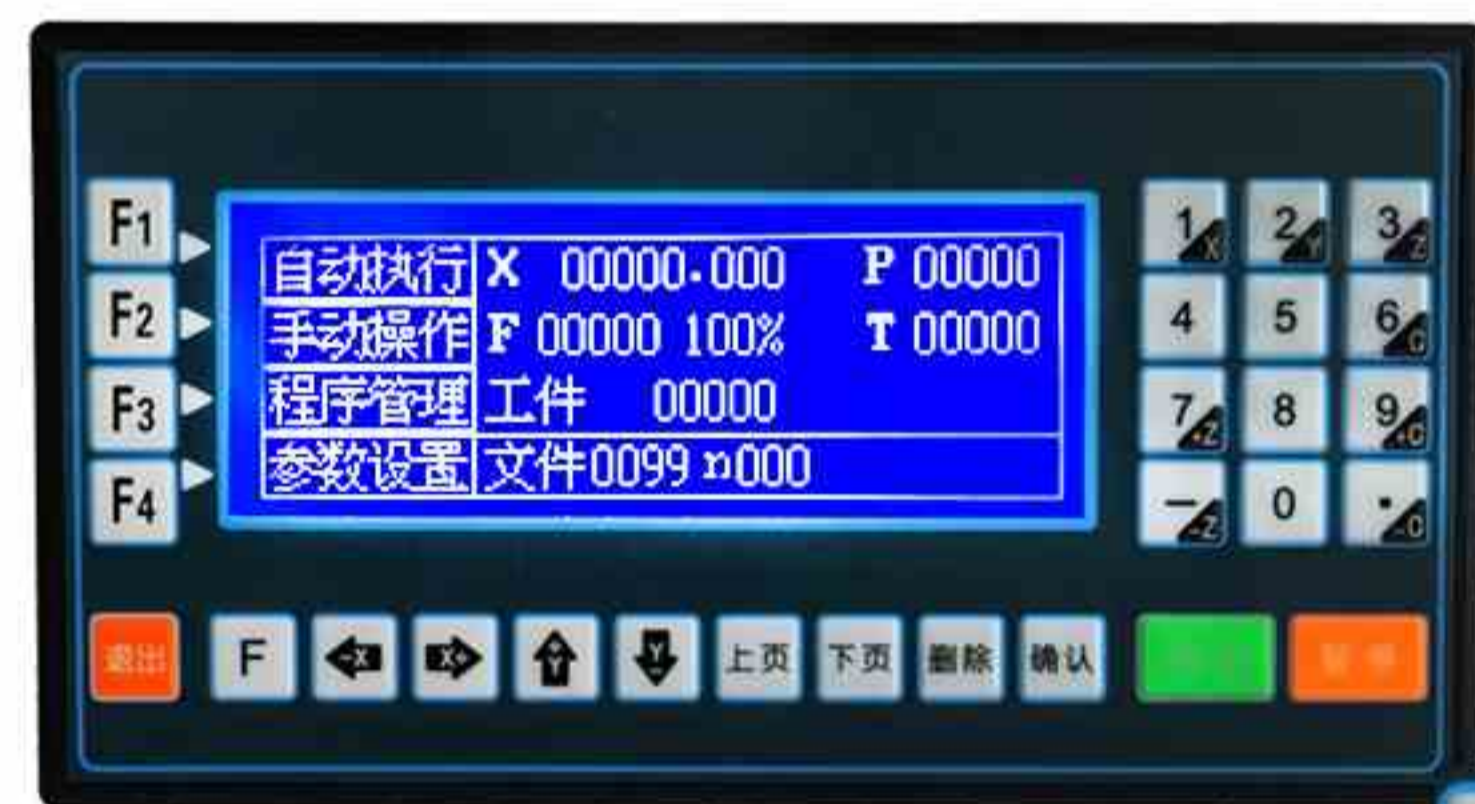 F1
F2
F3
F4
自动执行 X 00000.000 P 00000
手动操作 F 00000 100% T 00000
程序管理 工件 00000
参数设置 文件0099 n000
1 X 2 Y 3 Z
4 5 6 C
7 +Z 8 9 +C
- -Z 0 . -C
退出 F -X X+ Y Y- 上页 下页 删除 确认 暂停